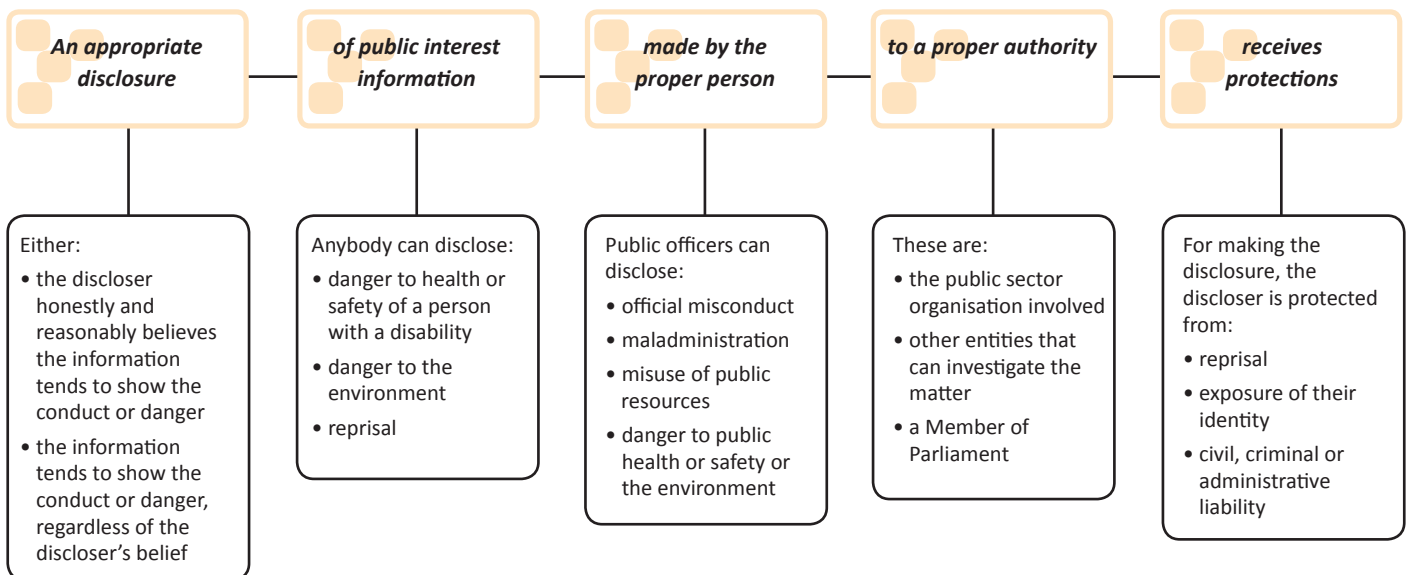 An appropriate
disclosure
of public interest
information
made by the
proper person
to a proper authority
receives
protections
Either:
• the discloser
honestly and
reasonably believes
the information
tends to show the
conduct or danger
• the information
tends to show the
conduct or danger,
regardless of the
discloser’s belief
Anybody can disclose:
• danger to health or
safety of a person
with a disability
• danger to the
environment
• reprisal
Public officers can
disclose:
• official misconduct
• maladministration
• misuse of public
resources
• danger to public
health or safety or
the environment
These are:
• the public sector
organisation involved
• other entities that
can investigate the
matter
• a Member of
Parliament
For making the
disclosure, the
discloser is protected
from:
• reprisal
• exposure of their
identity
• civil, criminal or
administrative
liability